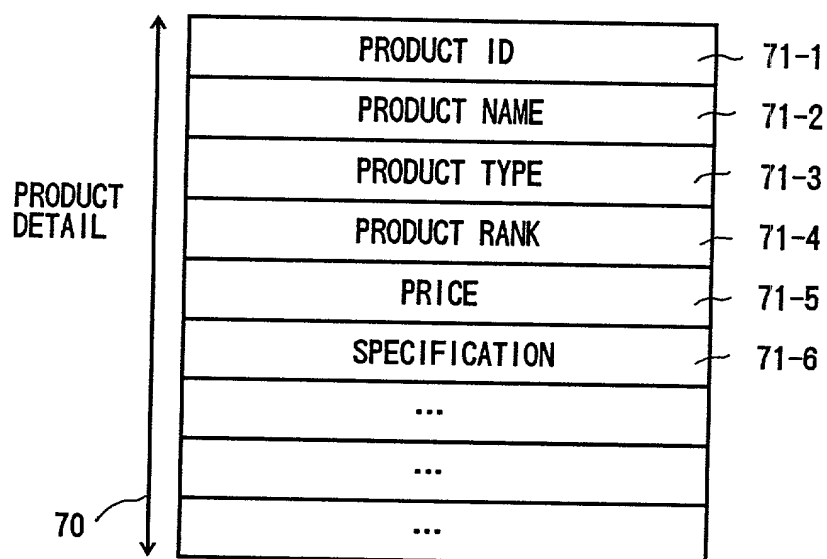 PRODUCT ID 71-1
PRODUCT NAME 71-2
PRODUCT TYPE 71-3
PRODUCT
DETAIL
PRODUCT RANK 71-4
PRICE 71-5
SPECIFICATION 71-6
...
...
70
...